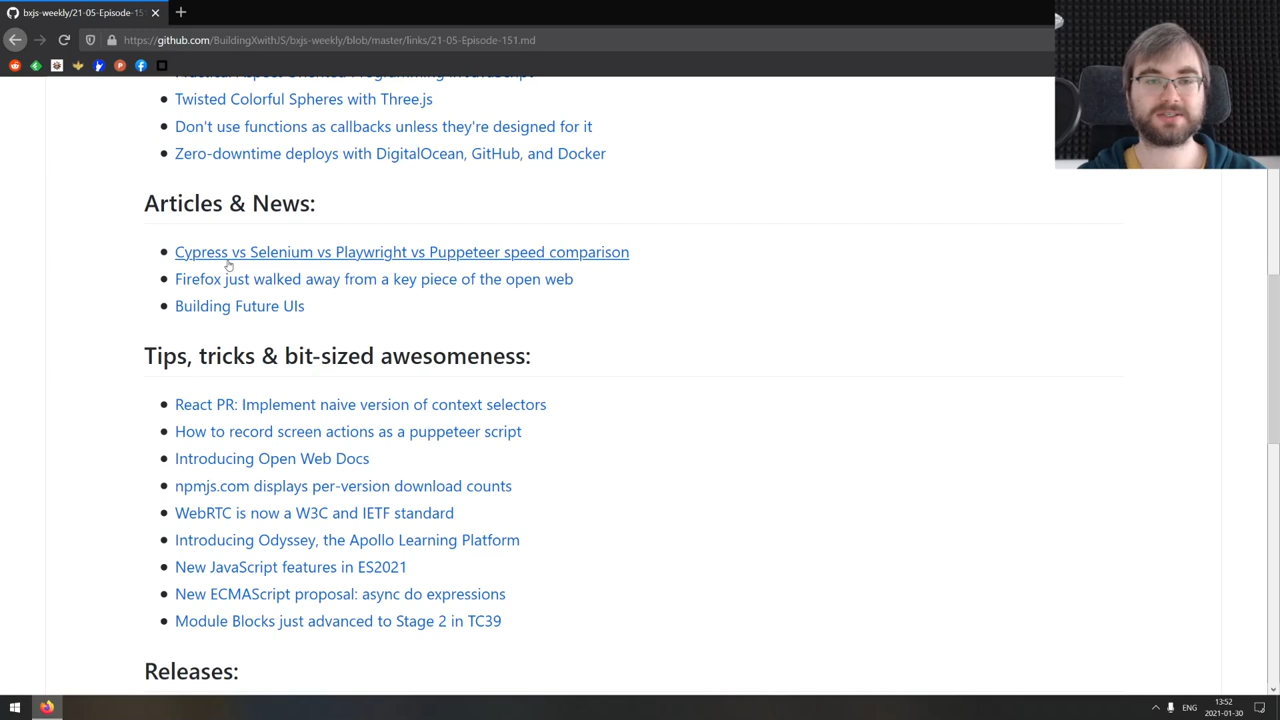 bxjs-weekly/21-05-Episode-15
https://github.com/BuildingXwithJS/bxjs-weekly/blob/master/links/21-05-Episode-151.md
Twisted Colorful Spheres with Three.js
Don't use functions as callbacks unless they're designed for it
Zero-downtime deploys with DigitalOcean, GitHub, and Docker
Articles & News:
Cypress vs Selenium vs Playwright vs Puppeteer speed comparison
Firefox just walked away from a key piece of the open web
Building Future UIs
Tips, tricks & bit-sized awesomeness:
React PR: Implement naive version of context selectors
How to record screen actions as a puppeteer script
Introducing Open Web Docs
npmjs.com displays per-version download counts
WebRTC is now a W3C and IETF standard
Introducing Odyssey, the Apollo Learning Platform
New JavaScript features in ES2021
New ECMAScript proposal: async do expressions
Module Blocks just advanced to Stage 2 in TC39
Releases:
ENG
13:52
2021-01-30